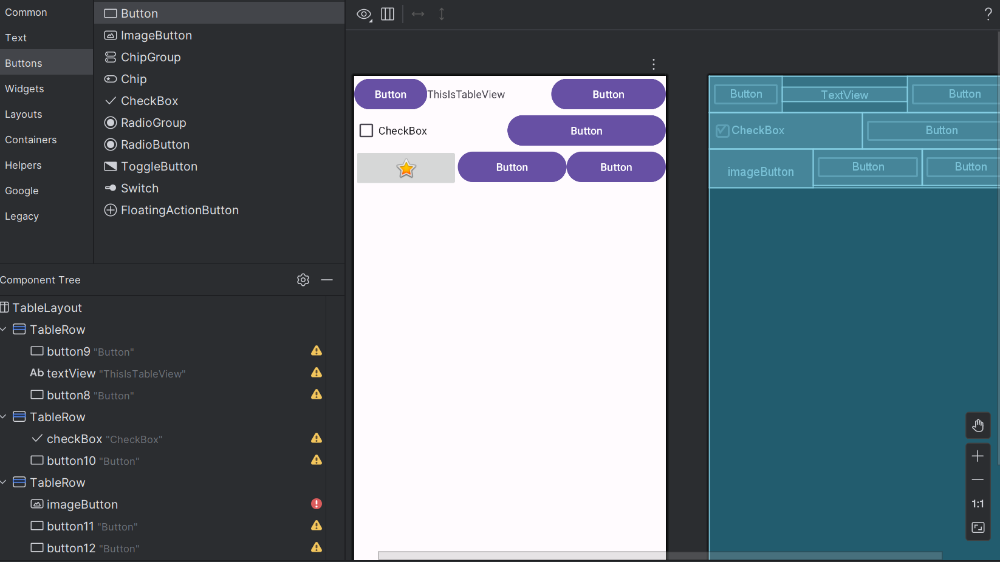 Common
Text
Buttons
Widgets
Layouts
Containers
Helpers
Google
Legacy
Button
ImageButton
ChipGroup
Chip
CheckBox
RadioGroup
RadioButton
ToggleButton
Switch
FloatingActionButton
Component Tree
TableLayout
TableRow
button9 "Button"
Ab textView "ThisIsTableView"
button8 "Button"
TableRow
checkBox "CheckBox"
button10 "Button"
TableRow
imageButton
button11 "Button"
button12 "Button"
?
Button ThisIsTableView Button
CheckBox Button
Button Button
Button TextView Button
CheckBox Button
imageButton Button Button
1:1